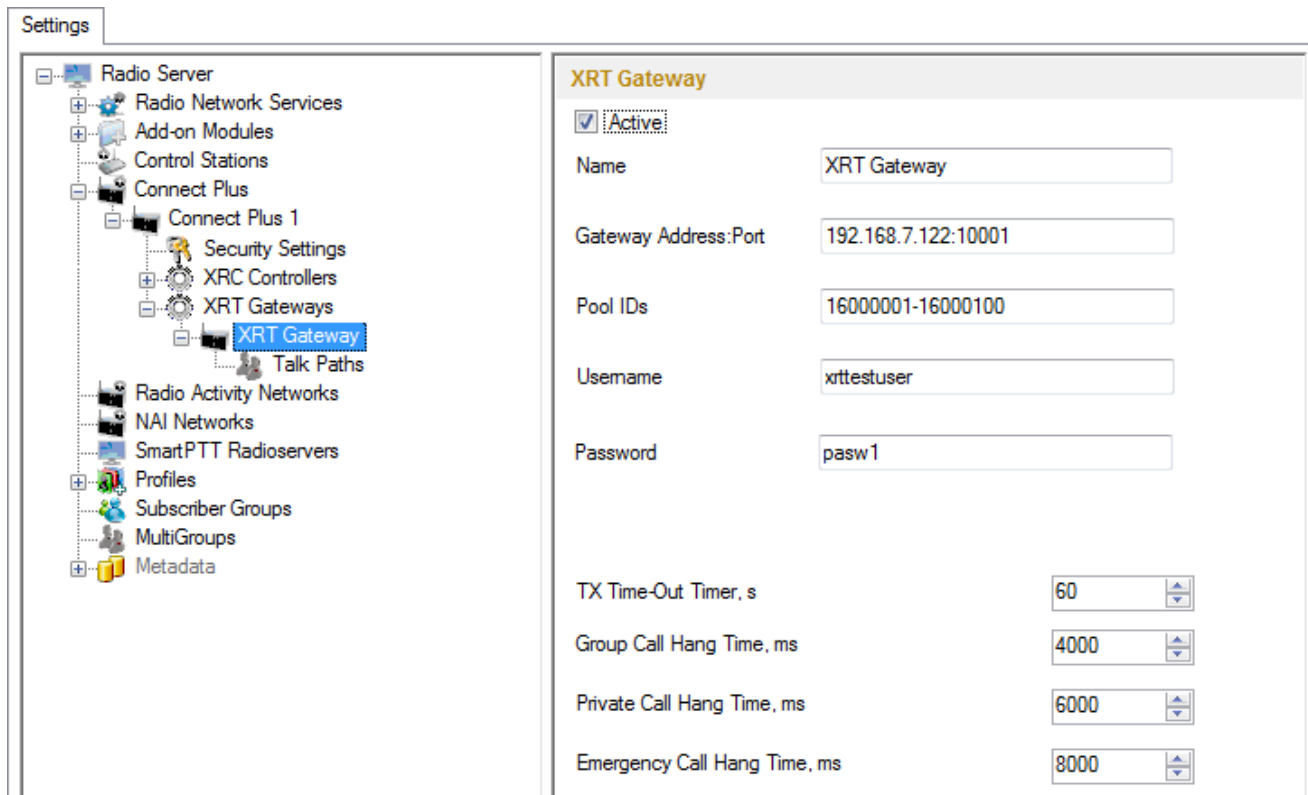 Settings
Radio Server
Radio Network Services
Add-on Modules
Control Stations
Connect Plus
Connect Plus 1
Security Settings
XRC Controllers
XRT Gateways
XRT Gateway
Talk Paths
Radio Activity Networks
NAI Networks
SmartPTT Radioservers
Profiles
Subscriber Groups
MultiGroups
Metadata
XRT Gateway
Active
Name XRT Gateway
Gateway Address:Port 192.168.7.122:10001
Pool IDs 16000001-16000100
Username xrttestuser
Password pasw1
TX Time-Out Timer, s 60
Group Call Hang Time, ms 4000
Private Call Hang Time, ms 6000
Emergency Call Hang Time, ms 8000